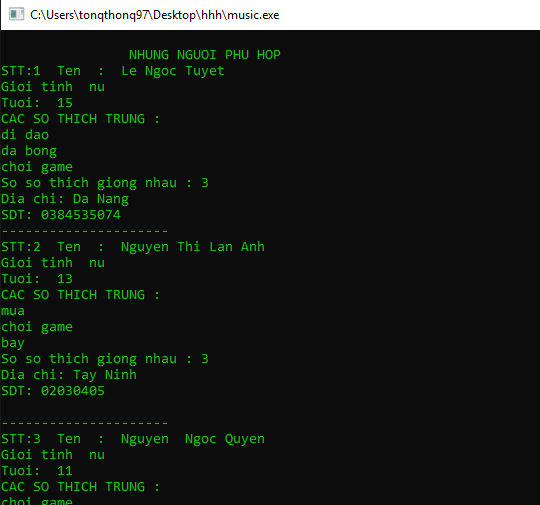 C:\Users\tonqthonq97\Desktop\hhh\music.exe
NHUNG NGUOI PHU HOP
STT:1  Ten  :  Le Ngoc Tuyet
Gioi tinh  nu
Tuoi:  15
CAC SO THICH TRUNG :
di dao
da bong
choi game
So so thich giong nhau : 3
Dia chi: Da Nang
SDT: 0384535074
---------------------
STT:2  Ten  :  Nguyen Thi Lan Anh
Gioi tinh  nu
Tuoi:  13
CAC SO THICH TRUNG :
mua
choi game
bay
So so thich giong nhau : 3
Dia chi: Tay Ninh
SDT: 02030405
---------------------
STT:3  Ten  :  Nguyen  Ngoc Quyen
Gioi tinh  nu
Tuoi:  11
CAC SO THICH TRUNG :
choi game